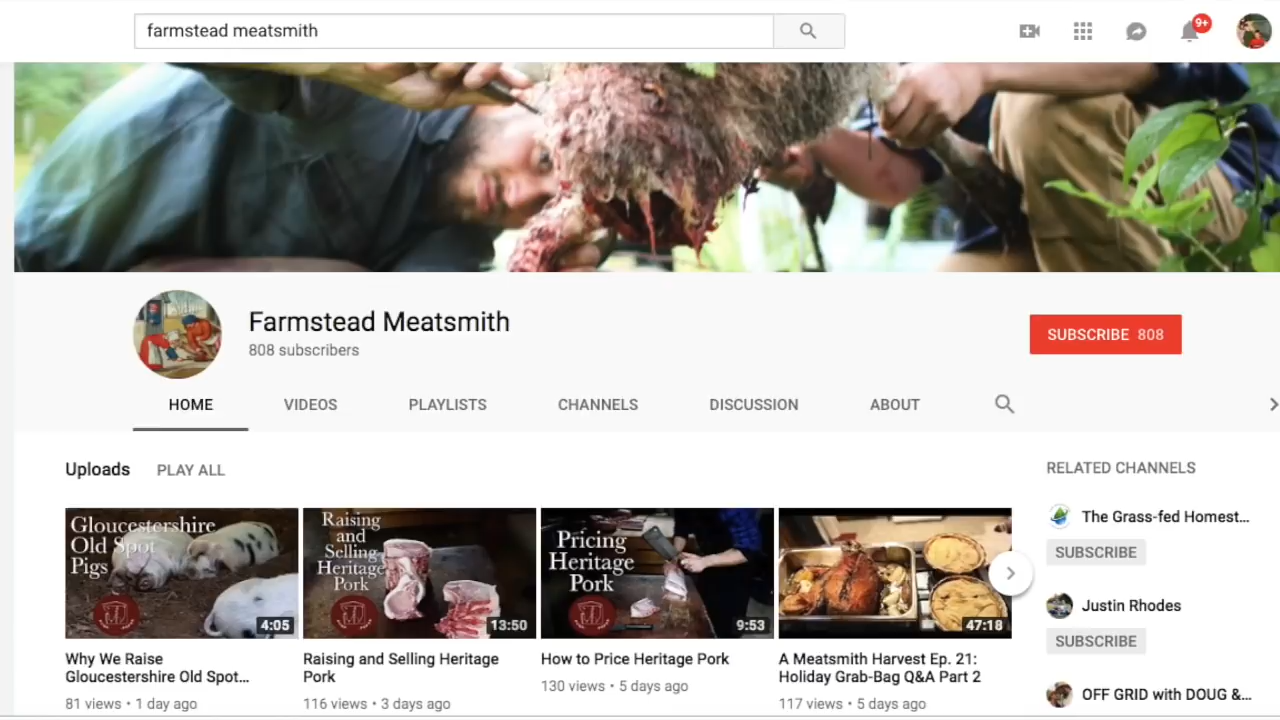 farmstead meatsmith
9+
Farmstead Meatsmith
808 subscribers
SUBSCRIBE 808
HOME
VIDEOS
PLAYLISTS
CHANNELS
DISCUSSION
ABOUT
Uploads
PLAY ALL
Gloucestershire
Old Spot
Pigs
4:05
Why We Raise
Gloucestershire Old Spot...
81 views • 1 day ago
Raising
and
Selling
Heritage
Pork
13:50
Raising and Selling Heritage
Pork
116 views • 3 days ago
Pricing
Heritage
Pork
9:53
How to Price Heritage Pork
130 views • 5 days ago
47:18
A Meatsmith Harvest Ep. 21:
Holiday Grab-Bag Q&A Part 2
117 views • 5 days ago
RELATED CHANNELS
The Grass-fed Homest...
SUBSCRIBE
Justin Rhodes
SUBSCRIBE
OFF GRID with DOUG &...